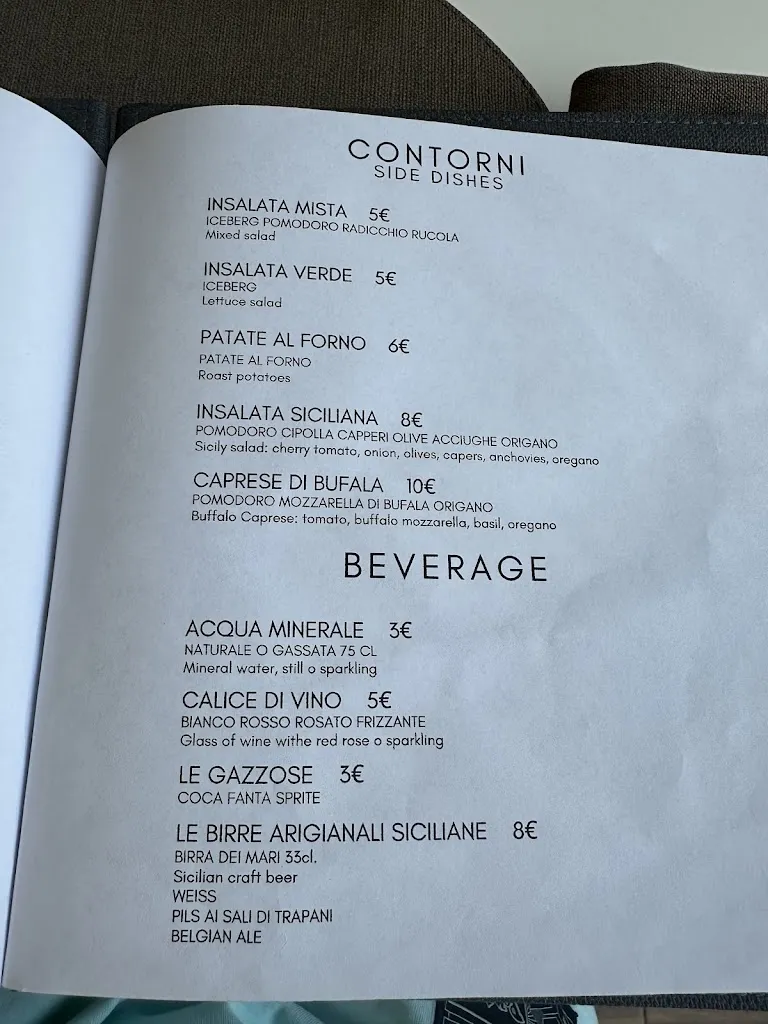 CONTORNI
SIDE DISHES
INSALATA MISTA 5€
ICEBERG POMODORO RADICCHIO RUCOLA
Mixed salad
INSALATA VERDE 5€
ICEBERG
Lettuce salad
PATATE AL FORNO 6€
PATATE AL FORNO
Roast potatoes
INSALATA SICILIANA 8€
POMODORO CIPOLLA CAPPERI OLIVE ACCIUGHE ORIGANO
Sicily salad: cherry tomato, onion, olives, capers, anchovies, oregano
CAPRESE DI BUFALA 10€
POMODORO MOZZARELLA DI BUFALA ORIGANO
Buffalo Caprese: tomato, buffalo mozzarella, basil, oregano
BEVERAGE
ACQUA MINERALE 3€
NATURALE O GASSATA 75 CL
Mineral water, still o sparkling
CALICE DI VINO 5€
BIANCO ROSSO ROSATO FRIZZANTE
Glass of wine withe red rose o sparkling
LE GAZZOSE 3€
COCA FANTA SPRITE
LE BIRRE ARIGIANALI SICILIANE 8€
BIRRA DEI MARI 33cl.
Sicilian craft beer
WEISS
PILS AI SALI DI TRAPANI
BELGIAN ALE